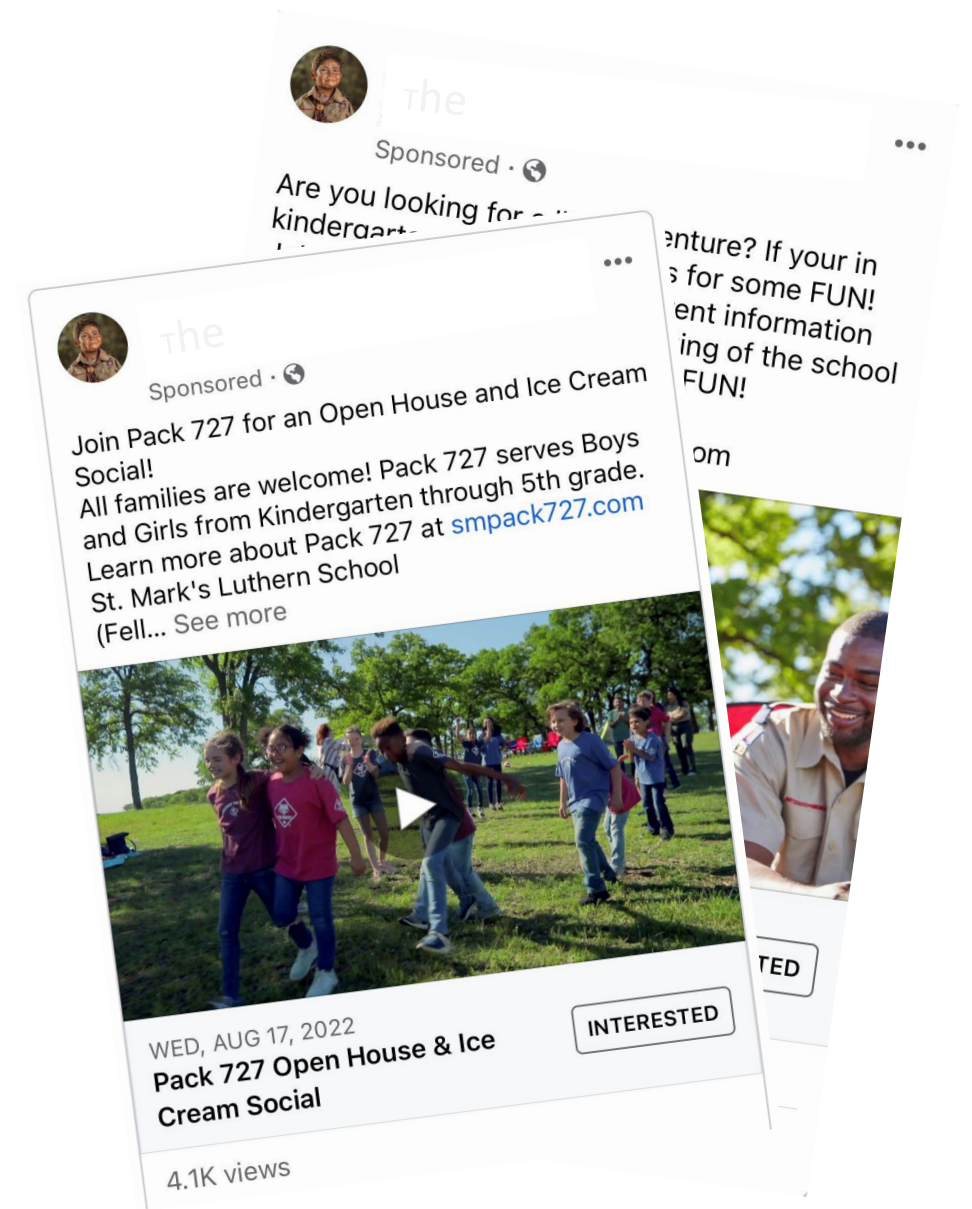 The
Sponsored ·
Are you looking for
enture? If your in
s for some FUN!
ent information
ing of the school
FUN!
om
TED
The
Sponsored ·
Join Pack 727 for an Open House and Ice Cream
Social!
All families are welcome! Pack 727 serves Boys
and Girls from Kindergarten through 5th grade.
Learn more about Pack 727 at smpack727.com
St. Mark's Luthern School
(Fell... See more
WED, AUG 17, 2022
Pack 727 Open House & Ice
Cream Social
INTERESTED
4.1K views